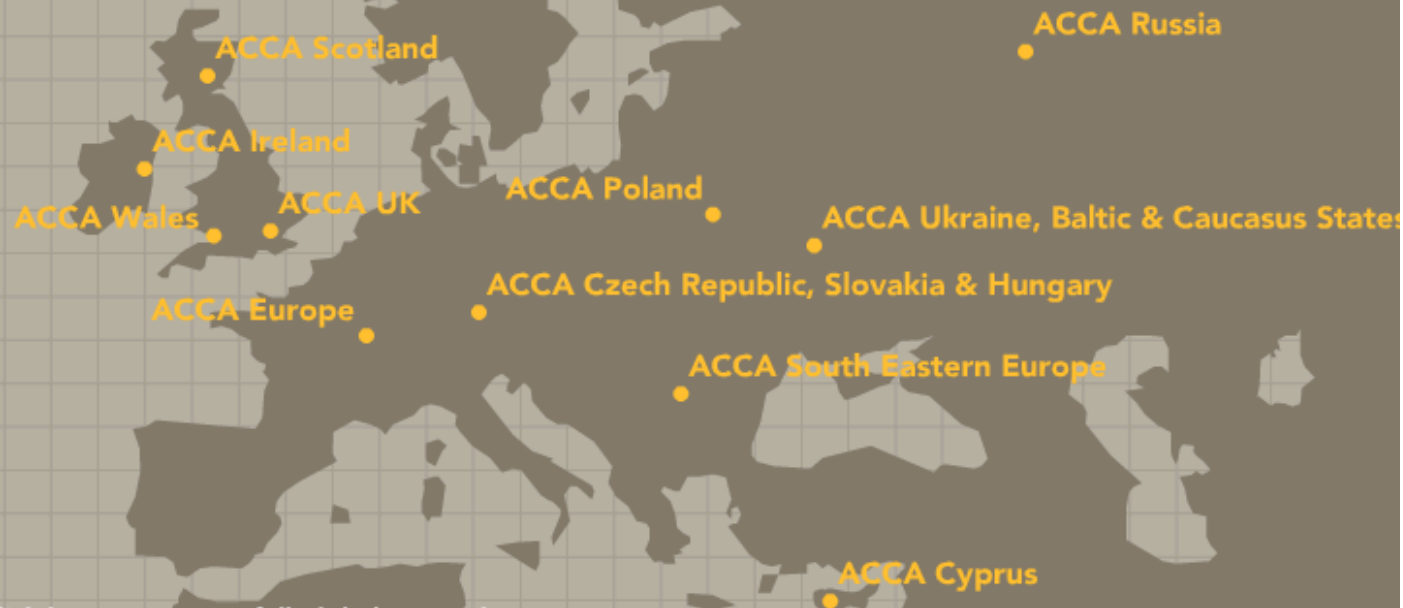 ACCA Russia
ACCA Scotland
ACCA Ireland
ACCA Poland
ACCA UK
ACCA Wales
ACCA Ukraine, Baltic & Caucasus States
ACCA Czech Republic, Slovakia & Hungary
ACCA Europe
ACCA South Eastern Europe
ACCA Cyprus